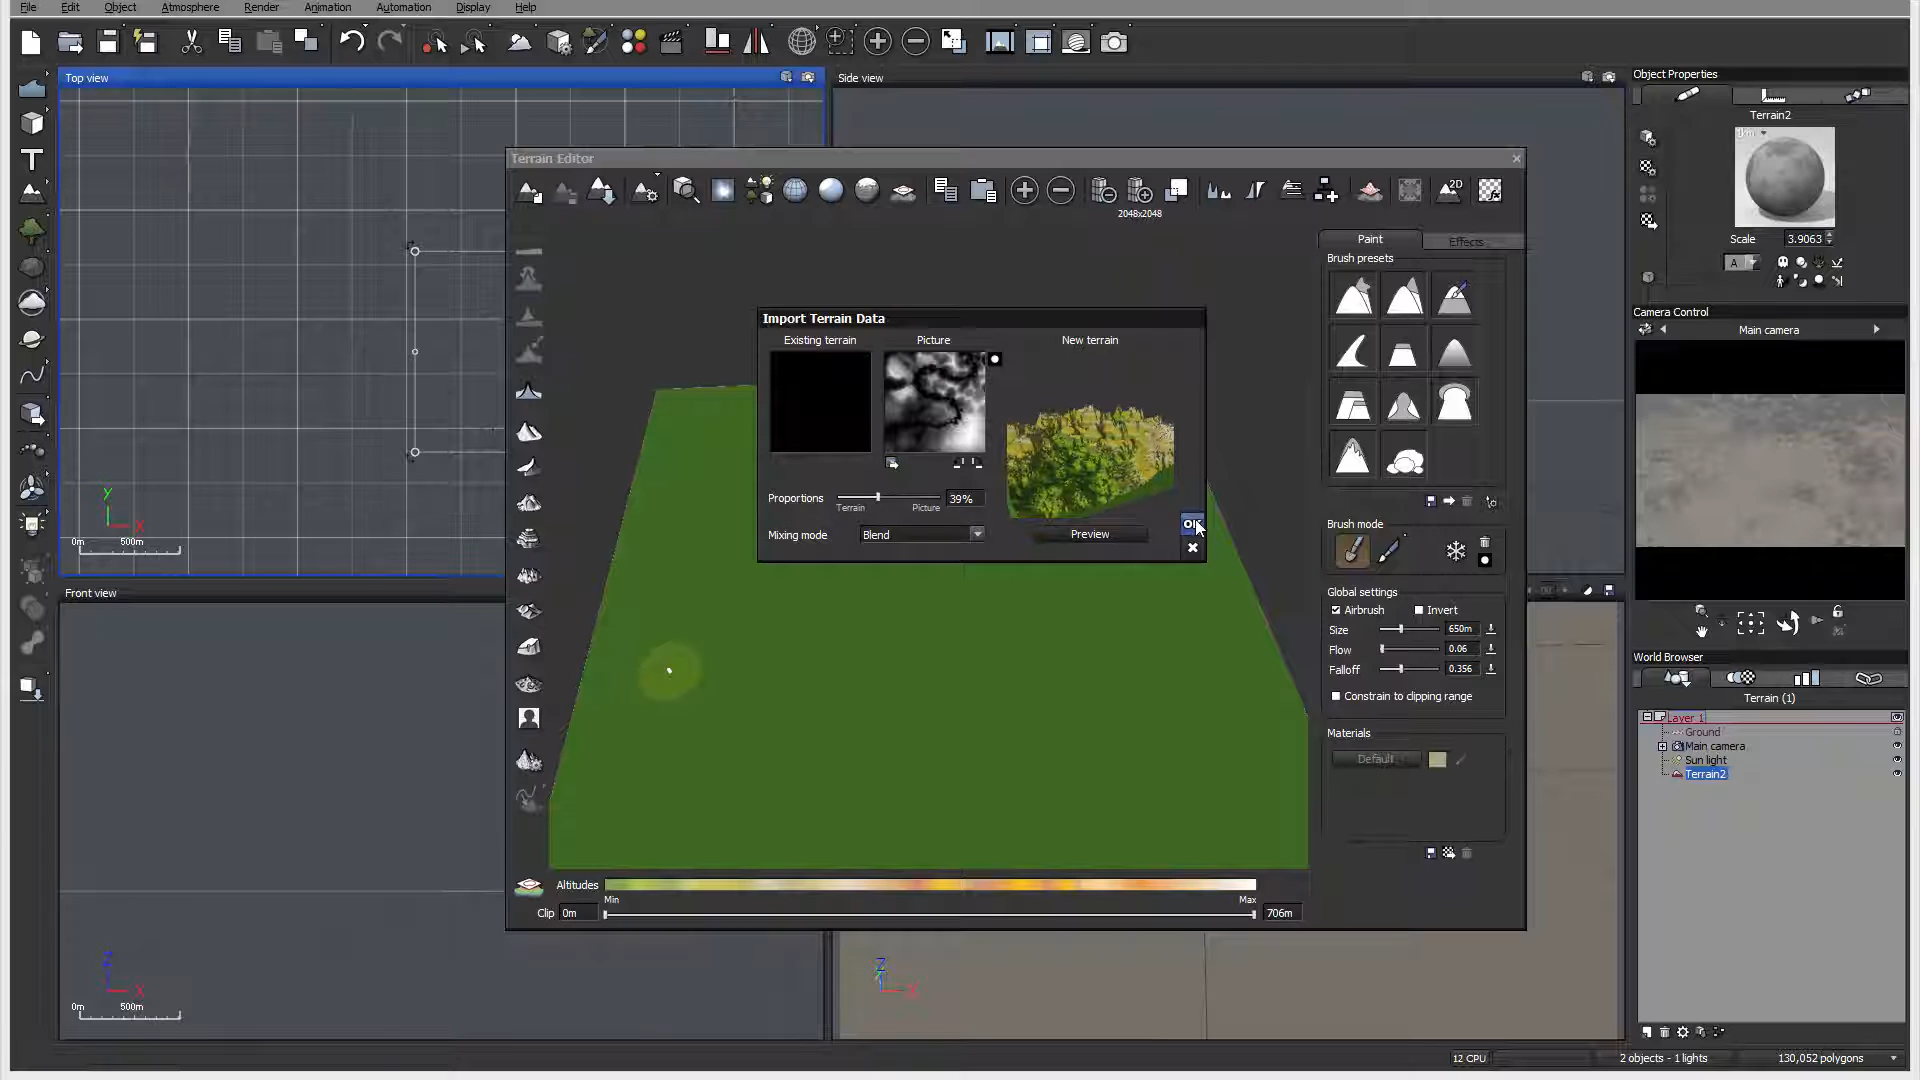 File Edit Object Atmosphere Render Animation Automation Display Help
Top view
Side view
Object Properties
Terrain2
Scale 3.9063
A
Camera Control
Main camera
World Browser
Terrain (1)
Layer 1
Ground
Main camera
Sun light
Terrain2
Terrain Editor
2D
2048x2048
Paint Effects
Brush presets
Brush mode
Global settings
Airbrush Invert
Size 650m
Flow 0.06
Falloff 0.356
Constrain to clipping range
Materials
Default
Import Terrain Data
Existing terrain Picture New terrain
Proportions 39%
Terrain Picture
Mixing mode Blend
Preview
OK
Altitudes
Min Max
Clip 0m 706m
Y
X
0m 500m
Front view
Z
X
0m 500m
Z
X
12 CPU 2 objects - 1 lights 130,052 polygons